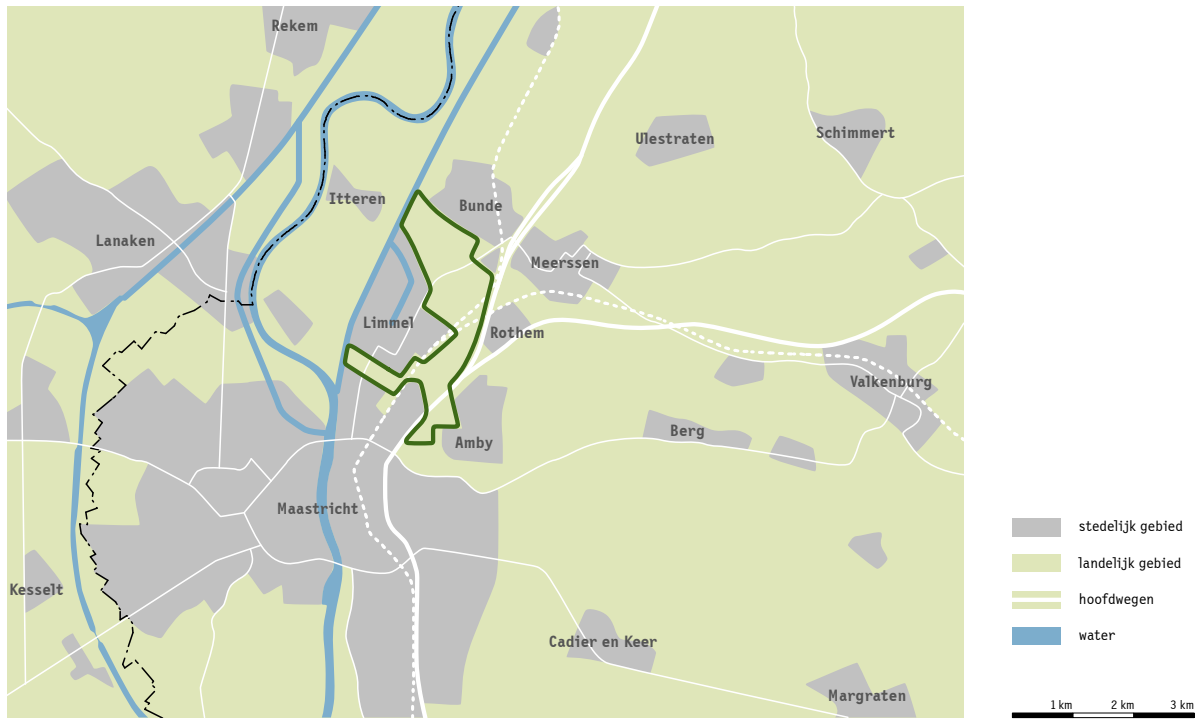 Rekem
Ulestraten
Schimmert
Itteren
Bunde
Lanaken
Meerssen
Limmel
Rothem
Valkenburg
Berg
Amby
Maastricht
Kesselt
Cadier en Keer
Margraten
stedelijk gebied
landelijk gebied
hoofdwegen
water
1 km 2 km 3 km